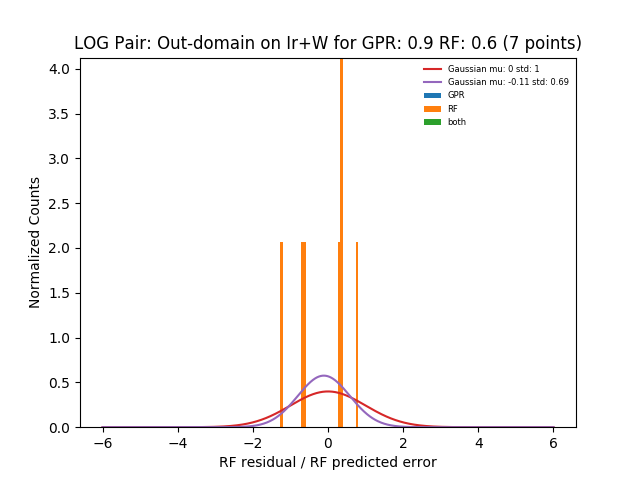 LOG Pair: Out-domain on Ir+W for GPR: 0.9 RF: 0.6 (7 points)
Gaussian mu: 0 std: 1
Gaussian mu: -0.11 std: 0.69
GPR
RF
both
Normalized Counts
4.0
3.5
3.0
2.5
2.0
1.5
1.0
0.5
0.0
−6 −4 −2 0 2 4 6
RF residual / RF predicted error